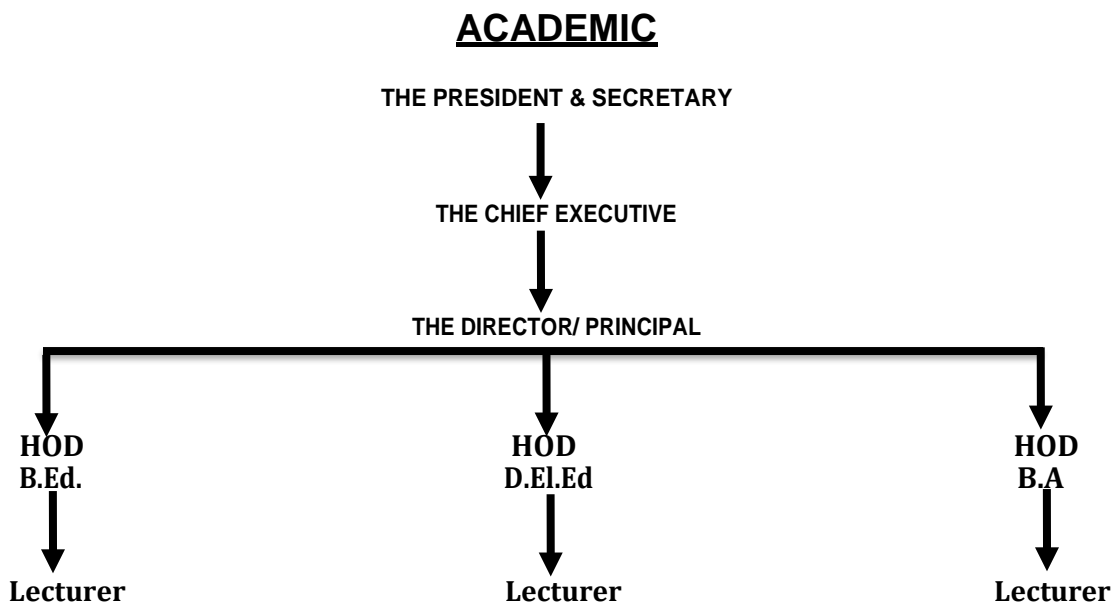 ACADEMIC
THE PRESIDENT & SECRETARY
THE CHIEF EXECUTIVE
THE DIRECTOR/ PRINCIPAL
HOD
B.Ed.
HOD
D.El.Ed
HOD
B.A
Lecturer
Lecturer
Lecturer